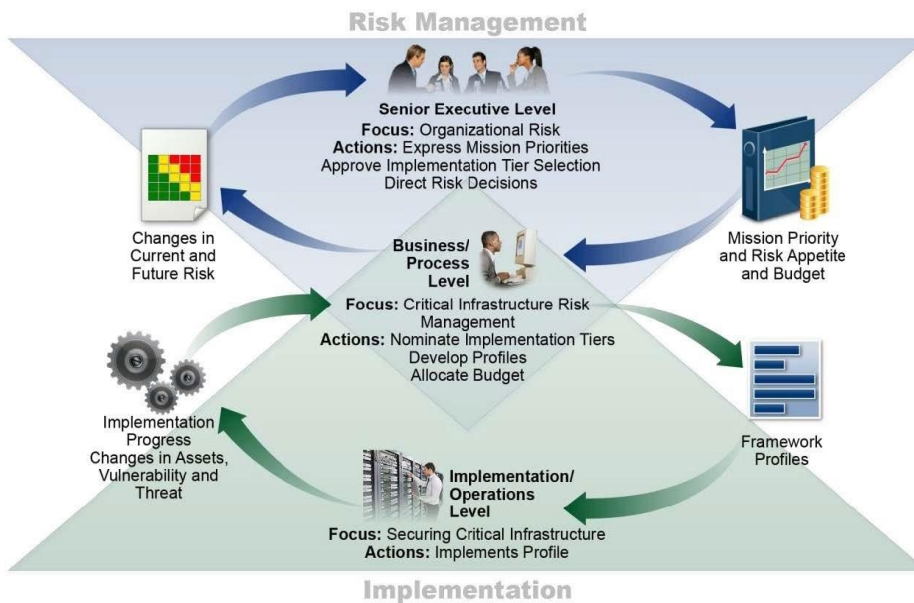 Risk Management
Senior Executive Level
Focus: Organizational Risk
Actions: Express Mission Priorities
Approve Implementation Tier Selection
Direct Risk Decisions
Changes in
Current and
Future Risk
Mission Priority
and Risk Appetite
and Budget
Business/
Process
Level
Focus: Critical Infrastructure Risk
Management
Actions: Nominate Implementation Tiers
Develop Profiles
Allocate Budget
Implementation
Progress
Changes in Assets,
Vulnerability and
Threat
Framework
Profiles
Implementation/
Operations
Level
Focus: Securing Critical Infrastructure
Actions: Implements Profile
Implementation